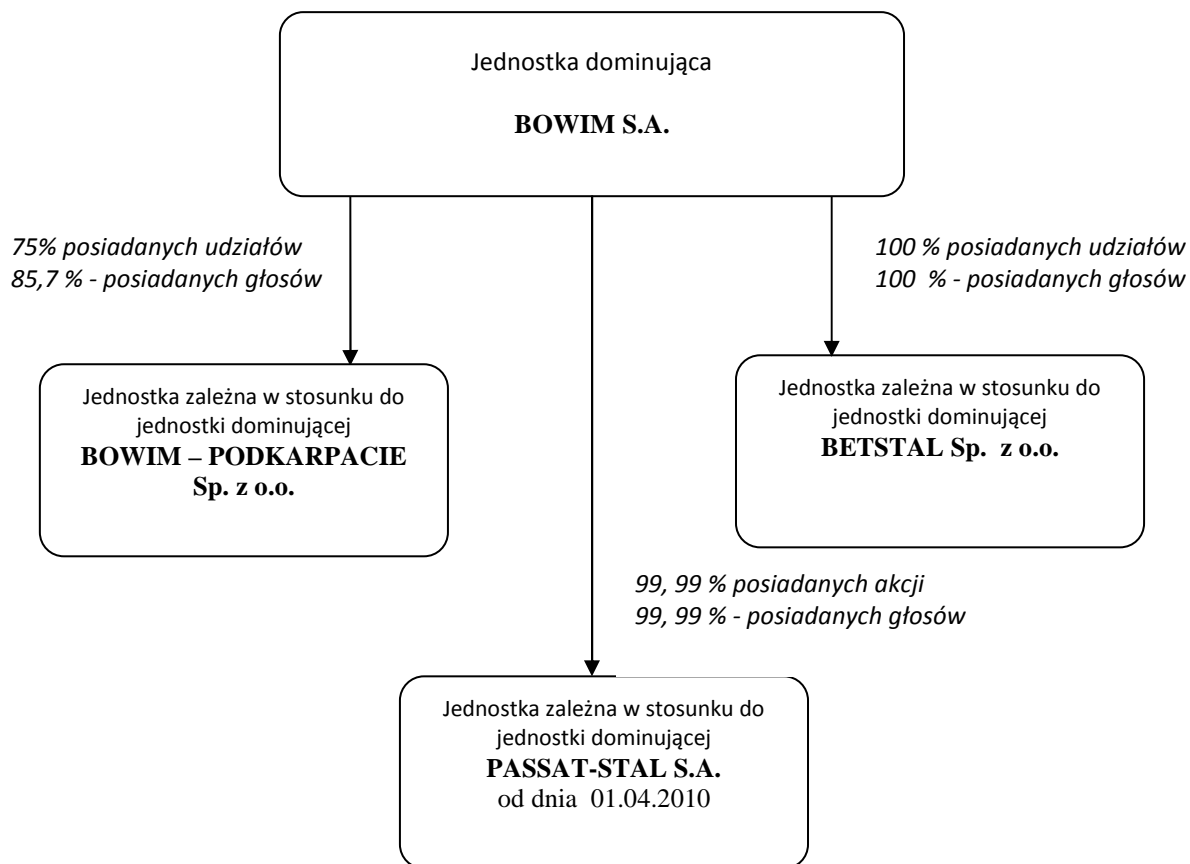 Jednostka dominująca
BOWIM S.A.
75% posiadanych udziałów
85,7 % - posiadanych głosów
100 % posiadanych udziałów
100  % - posiadanych głosów
Jednostka zależna w stosunku do
jednostki dominującej
BOWIM – PODKARPACIE
Sp. z o.o.
Jednostka zależna w stosunku do
jednostki dominującej
BETSTAL Sp.  z o.o.
99, 99 % posiadanych akcji
99, 99 % - posiadanych głosów
Jednostka zależna w stosunku do
jednostki dominującej
PASSAT-STAL S.A.
od dnia  01.04.2010